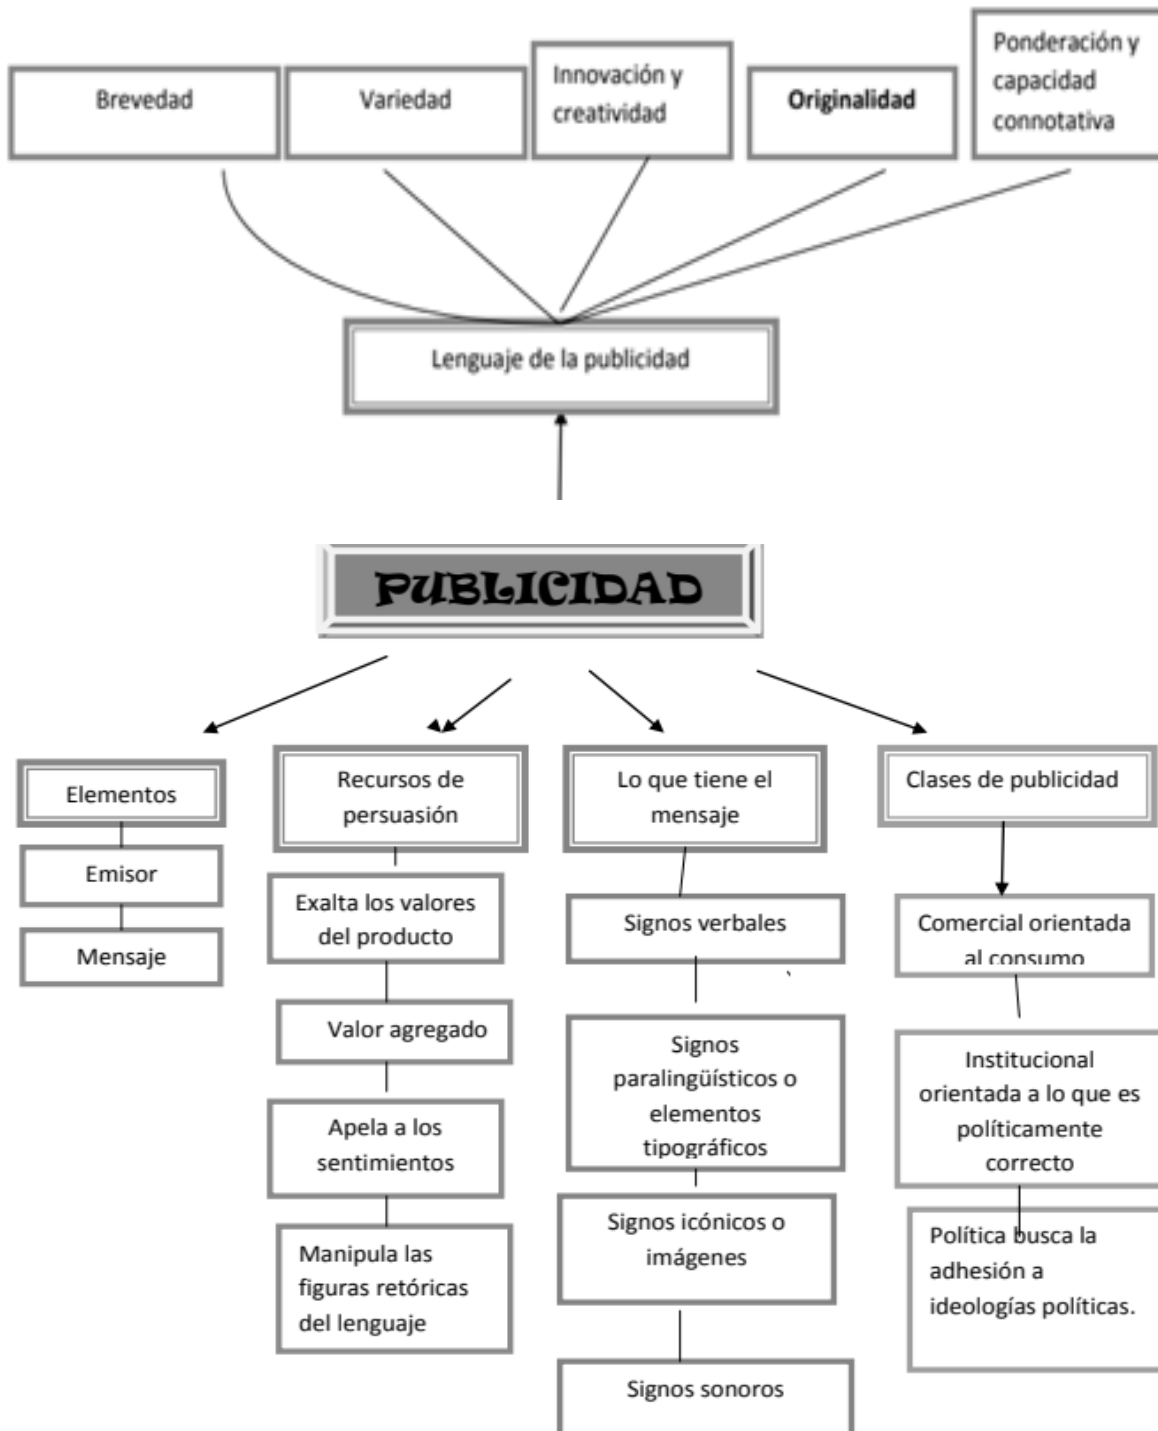 Brevedad
Variedad
Innovación y
creatividad
Originalidad
Ponderación y
capacidad
connotativa
Lenguaje de la publicidad
PUBLICIDAD
Elementos
Emisor
Mensaje
Recursos de
persuasión
Exalta los valores
del producto
Valor agregado
Apela a los
sentimientos
Manipula las
figuras retóricas
del lenguaje
Lo que tiene el
mensaje
Signos verbales
Signos
paralingüísticos o
elementos
tipográficos
Signos icónicos o
imágenes
Signos sonoros
Clases de publicidad
Comercial orientada
al consumo
Institucional
orientada a lo que es
políticamente
correcto
Política busca la
adhesión a
ideologías políticas.